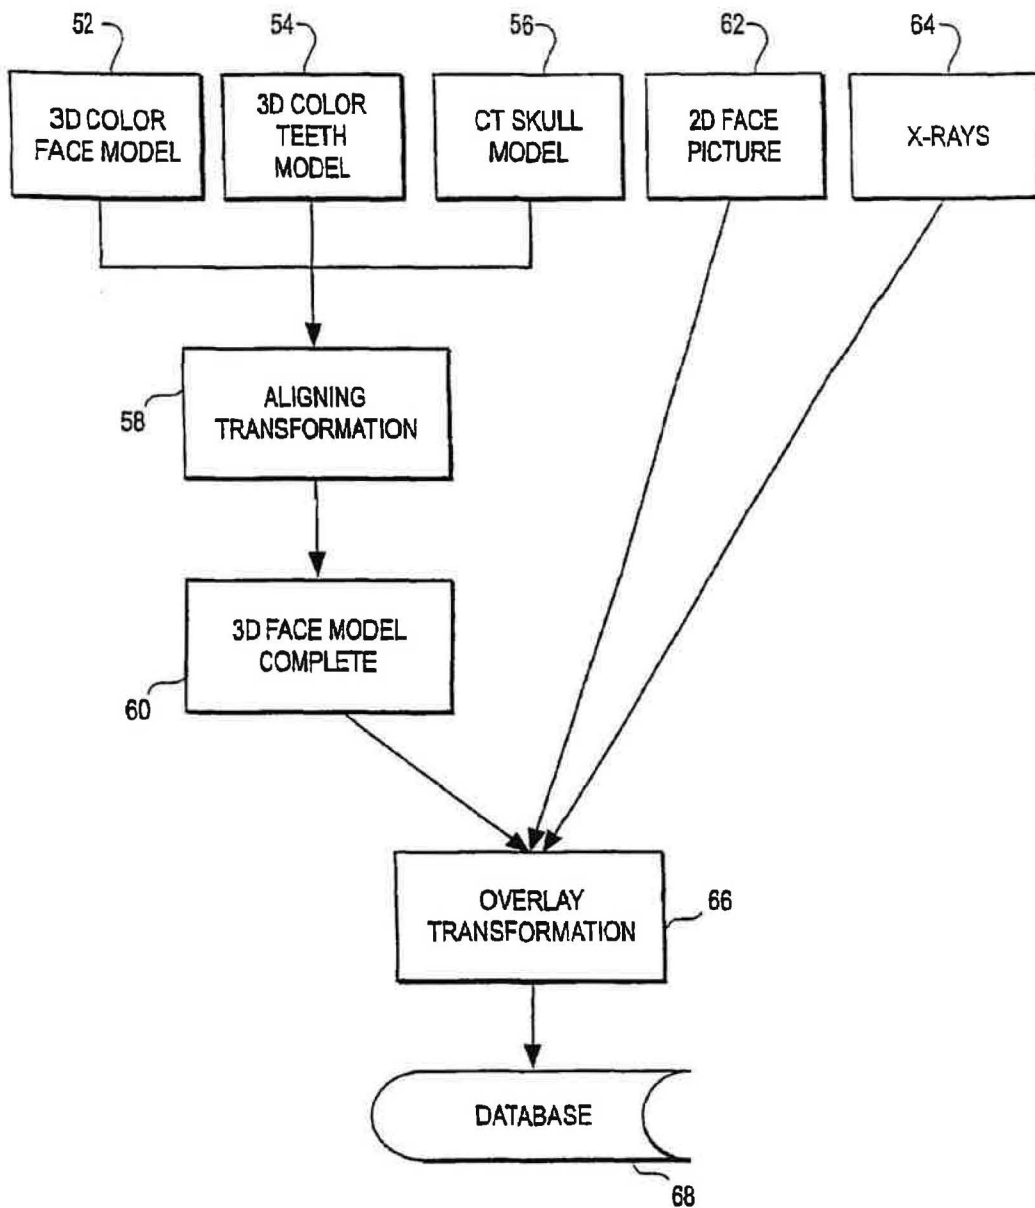 52
54
56
62
64
3D COLOR
FACE MODEL
3D COLOR
TEETH
MODEL
CT SKULL
MODEL
2D FACE
PICTURE
X-RAYS
58
ALIGNING
TRANSFORMATION
60
3D FACE MODEL
COMPLETE
OVERLAY
TRANSFORMATION
66
DATABASE
68